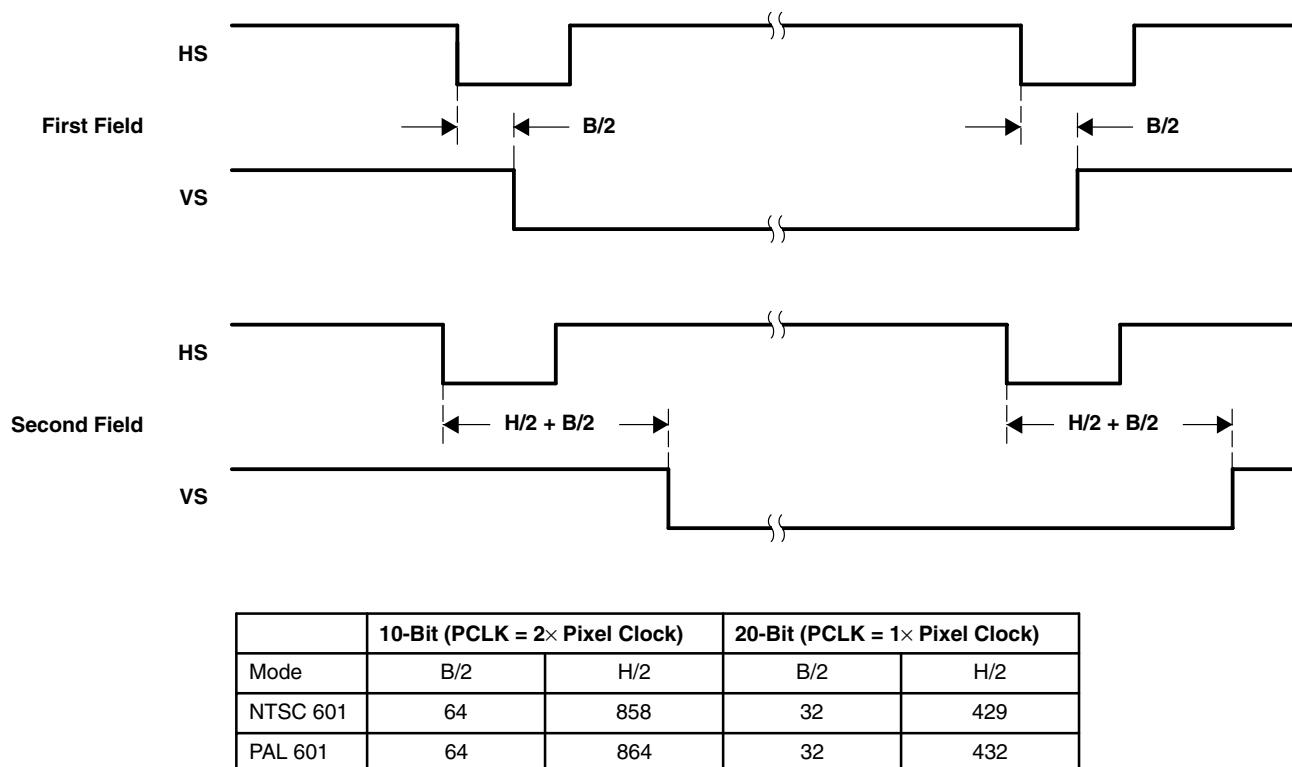 HS
First Field
B/2
B/2
VS
HS
Second Field
H/2 + B/2
H/2 + B/2
VS
10-Bit (PCLK = 2× Pixel Clock) 20-Bit (PCLK = 1× Pixel Clock)
Mode B/2 H/2 B/2 H/2
NTSC 601 64 858 32 429
PAL 601 64 864 32 432